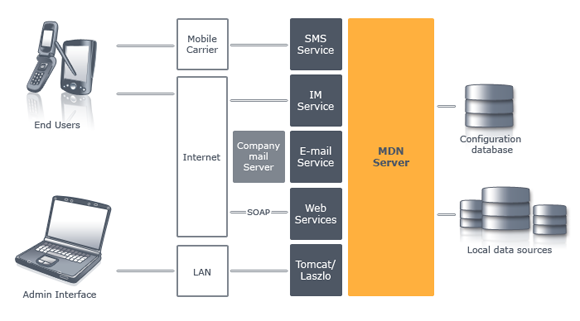 Mobile
Carrier
SMS
Service
End Users
Internet
IM
Service
Company
mail
Server
E-mail
Service
MDN
Server
Configuration
database
SOAP
Web
Services
Local data sources
Admin Interface
LAN
Tomcat/
Laszlo